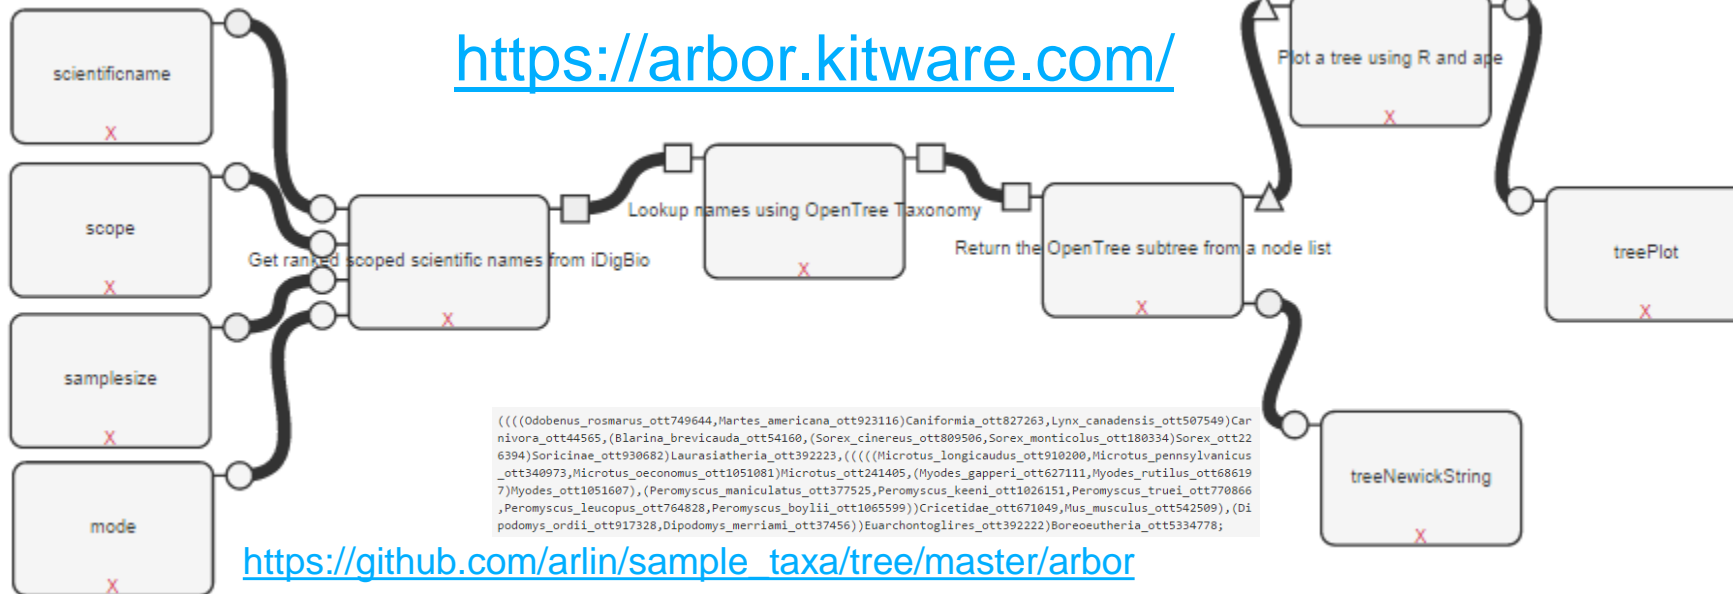 https://arbor.kitware.com/
scientificname
X
scope
X
samplesize
X
mode
X
Get ranked scoped scientific names from iDigBio
X
Lookup names using OpenTree Taxonomy
X
Return the OpenTree subtree from a node list
X
Plot a tree using R and ape
X
treePlot
X
treeNewickString
X
((((Odobenus_rosmarus_ott749644,Martes_americana_ott923116)Caniformia_ott827263,Lynx_canadensis_ott507549)Car
nivora_ott44565,(Blarina_brevicauda_ott54160,(Sorex_cinereus_ott809506,Sorex_monticolus_ott180334)Sorex_ott22
6394)Soricinae_ott930682)Laurasiatheria_ott392223,(((((Microtus_longicaudus_ott910200,Microtus_pennsylvanicus
_ott340973,Microtus_oeconomus_ott1051081)Microtus_ott241405,(Myodes_gapperi_ott627111,Myodes_rutilus_ott68619
7)Myodes_ott1051607),(Peromyscus_maniculatus_ott377525,Peromyscus_keeni_ott1026151,Peromyscus_truei_ott770866
,Peromyscus_leucopus_ott764828,Peromyscus_boylii_ott1065599))Cricetidae_ott671049,Mus_musculus_ott542509),(Di
podomys_ordii_ott917328,Dipodomys_merriami_ott37456))Euarchontoglires_ott392222)Boreoeutheria_ott5334778;
https://github.com/arlin/sample_taxa/tree/master/arbor